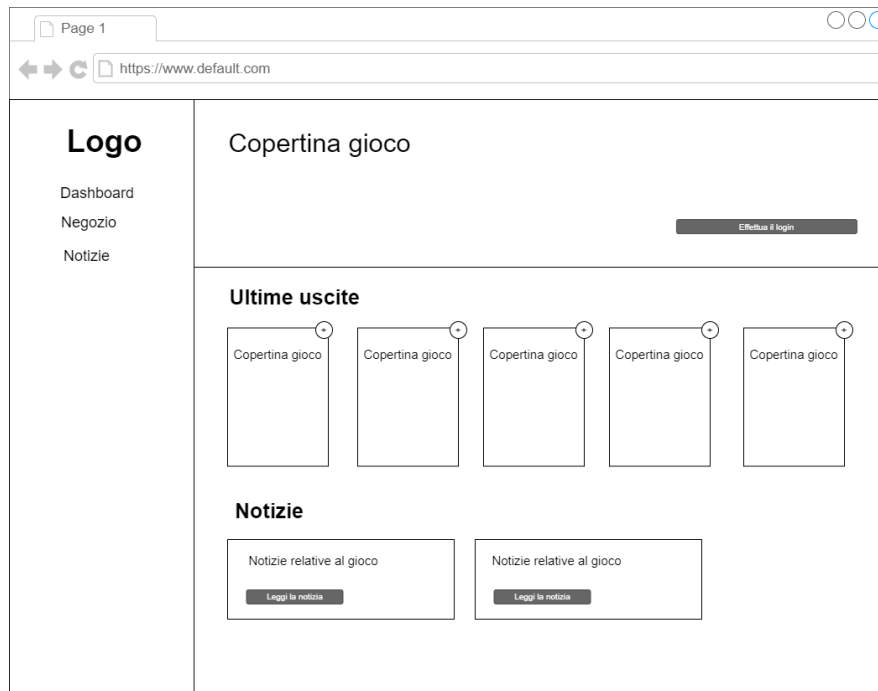 Page 1
https://www.default.com
Logo
Dashboard
Negozio
Notizie
Copertina gioco
Effettua il login
Ultime uscite
+ + + + +
Copertina gioco Copertina gioco Copertina gioco Copertina gioco Copertina gioco
Notizie
Notizie relative al gioco Notizie relative al gioco
Leggi la notizia Leggi la notizia